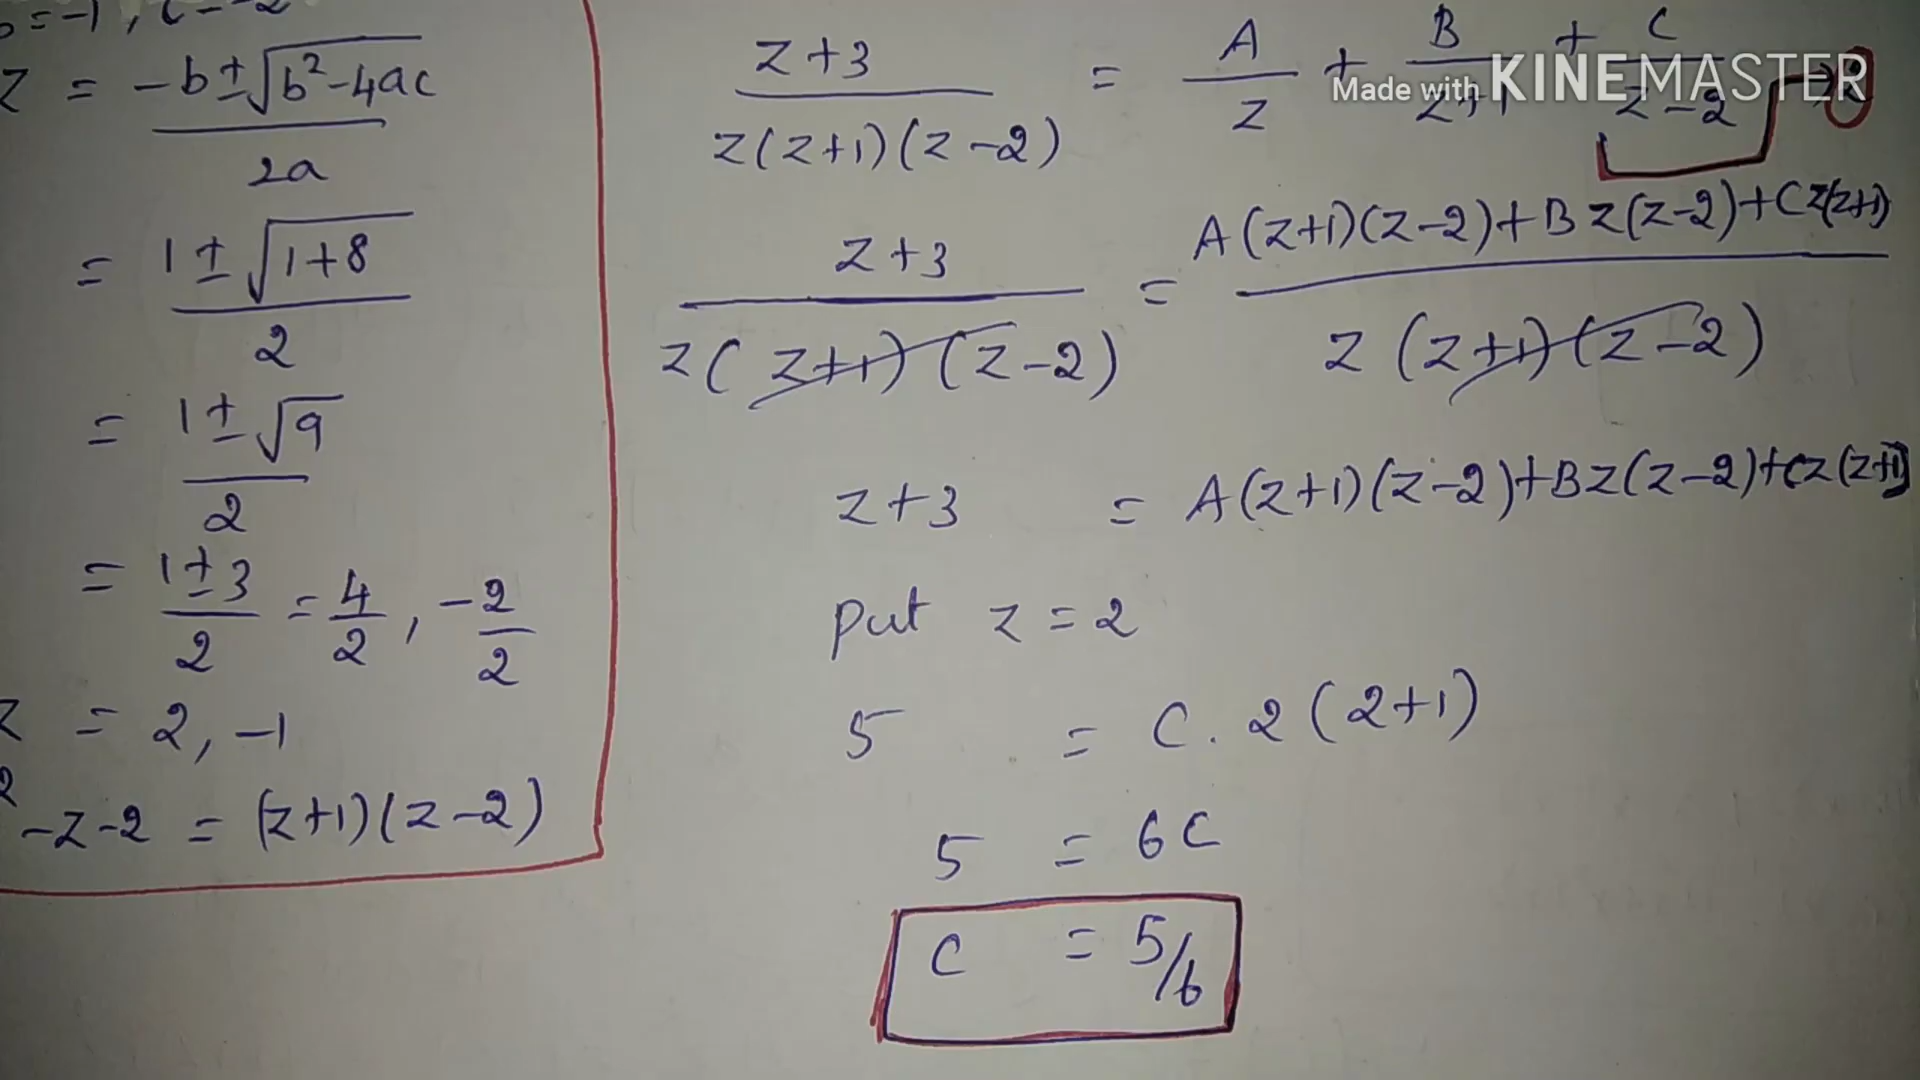 b=-1, c=-2
z = -b±√b²-4ac
2a
= 1±√1+8
2
= 1±√9
2
= 1±3/2 = 4/2, -2/2
z = 2, -1
² -z-2 = (z+1)(z-2)
z+3/z(z+1)(z-2) = A/z + B/z+1 + C/z-2
Made with KINEMASTER
z+3/z(z+1)(z-2) = A(z+1)(z-2)+Bz(z-2)+Cz(z+1)/z(z+1)(z-2)
z+3 = A(z+1)(z-2)+Bz(z-2)+Cz(z+1)
put z=2
5 = C.2(2+1)
5 = 6C
C = 5/6